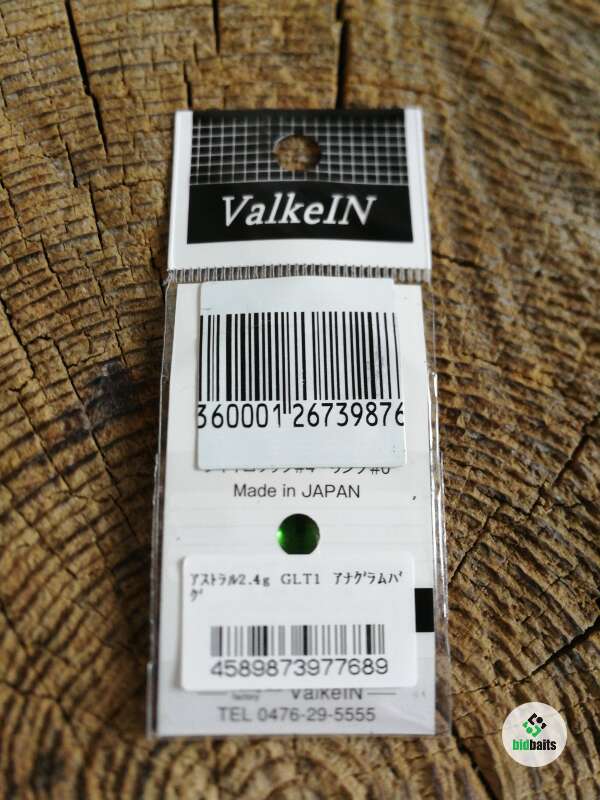 ValkeIN
360001 26739876
Made in JAPAN
ｱｽﾄﾗﾙ2.4g GLT1 ｱﾅｸﾞﾗﾑﾊﾞ
ｸﾞ
4589873977689
factory ValkeIN
TEL 0476-29-5555
bidbaits